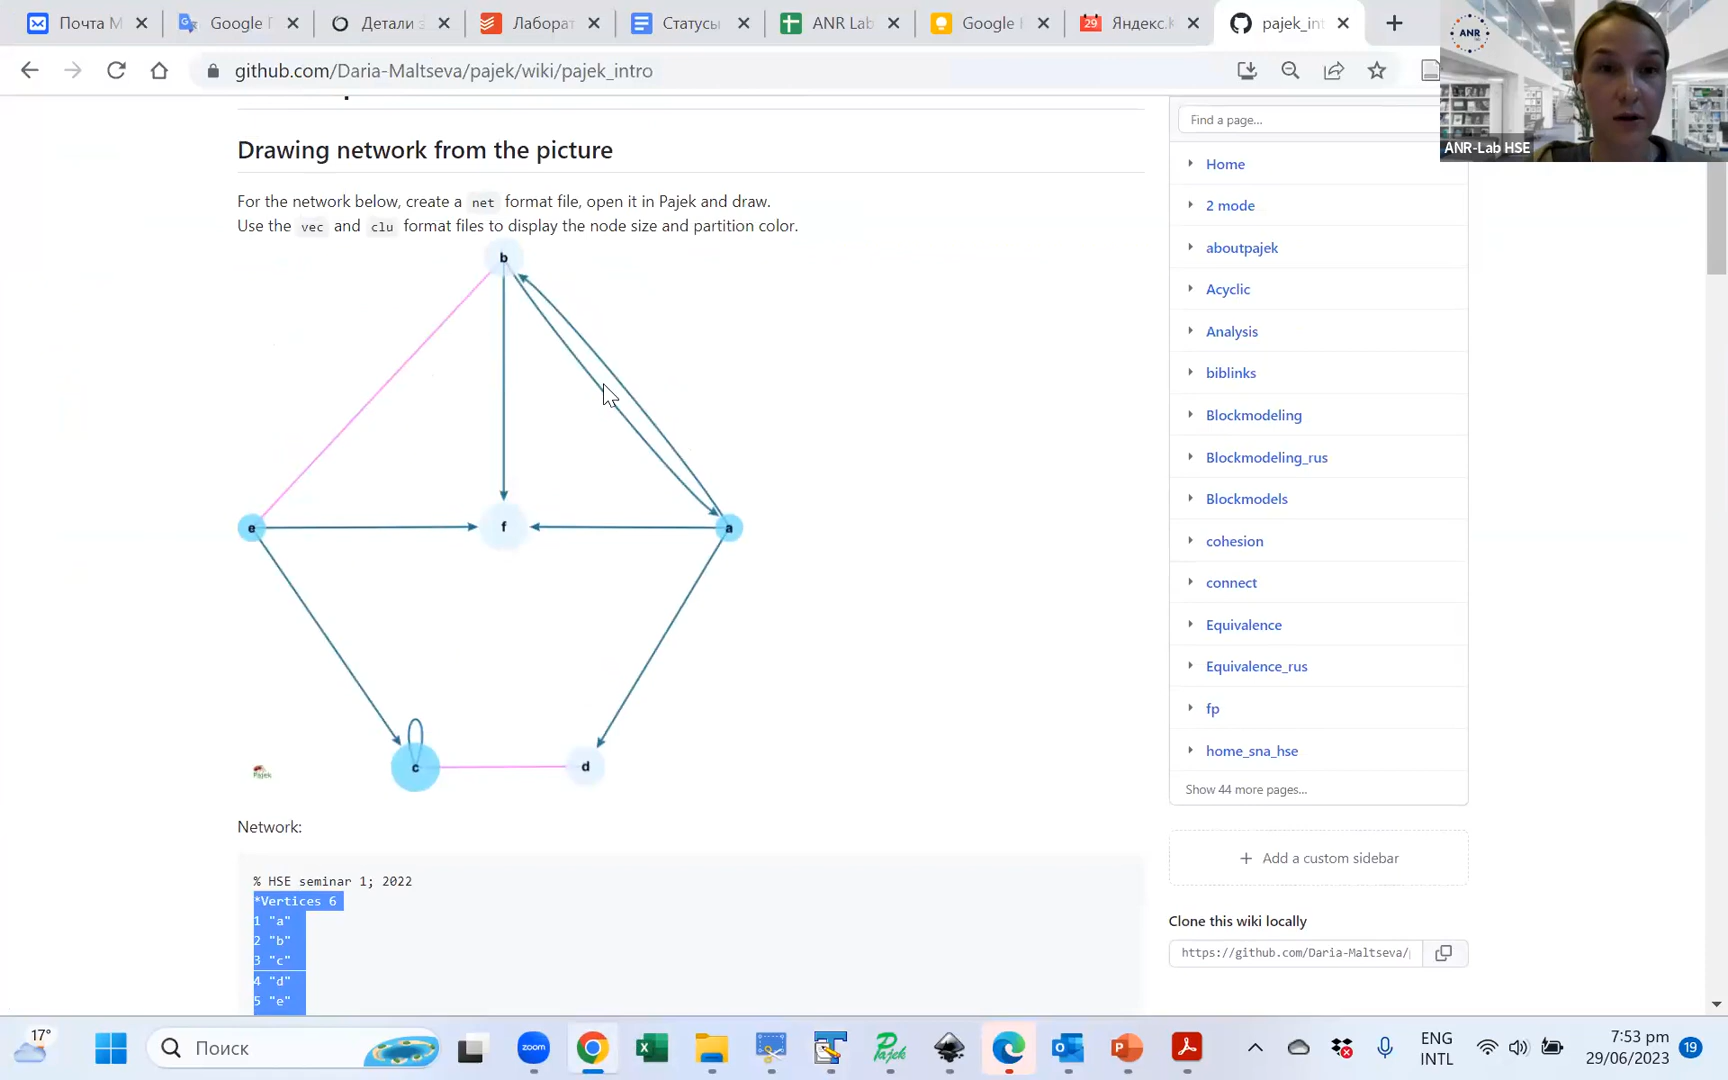 Почта М
Google П
Детали з
Лаборат
Статусы
ANR Lab
Google
Яндекс.К
pajek_int
github.com/Daria-Maltseva/pajek/wiki/pajek_intro
ANR
ANR-Lab HSE
Drawing network from the picture
For the network below, create a net format file, open it in Pajek and draw.
Use the vec and clu format files to display the node size and partition color.
b
e
f
a
c
d
Pajek
Network:
% HSE seminar 1; 2022
*Vertices 6
1 "a"
2 "b"
3 "c"
4 "d"
5 "e"
Find a page...
Home
2 mode
aboutpajek
Acyclic
Analysis
biblinks
Blockmodeling
Blockmodeling_rus
Blockmodels
cohesion
connect
Equivalence
Equivalence_rus
fp
home_sna_hse
Show 44 more pages...
Add a custom sidebar
Clone this wiki locally
https://github.com/Daria-Maltseva/
17°
Поиск
zoom
Pajek
ENG
INTL
7:53 pm
29/06/2023
19